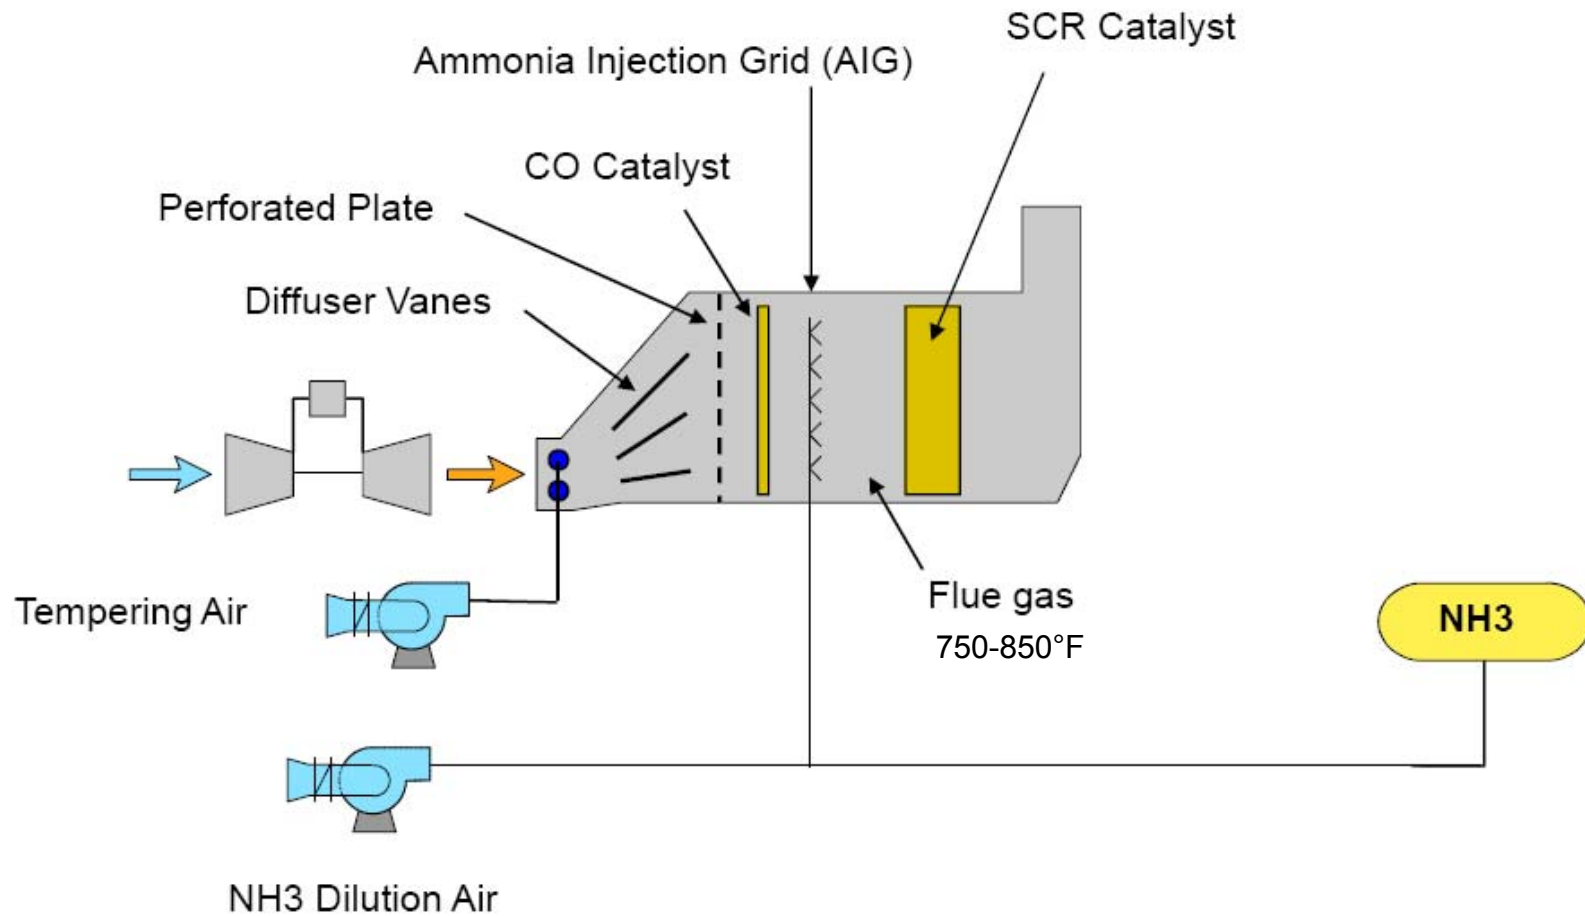 SCR Catalyst
Ammonia Injection Grid (AIG)
CO Catalyst
Perforated Plate
Diffuser Vanes
Tempering Air
Flue gas
750-850°F
NH3
NH3 Dilution Air